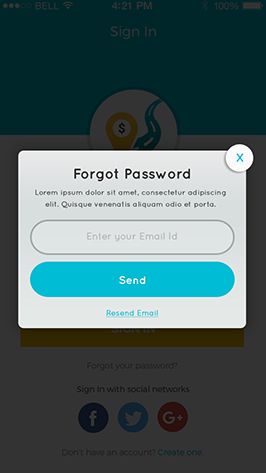 BELL 4:21 PM 100%
Sign In
$
X
Forgot Password
Lorem ipsum dolor sit amet, consectetur adipiscing
elit. Quisque venenatis aliquam odio et porta.
Enter your Email Id
Send
Resend Email
SIGN IN
Forgot your password?
Sign In with social networks
f
G+
Don't have an account? Create one.